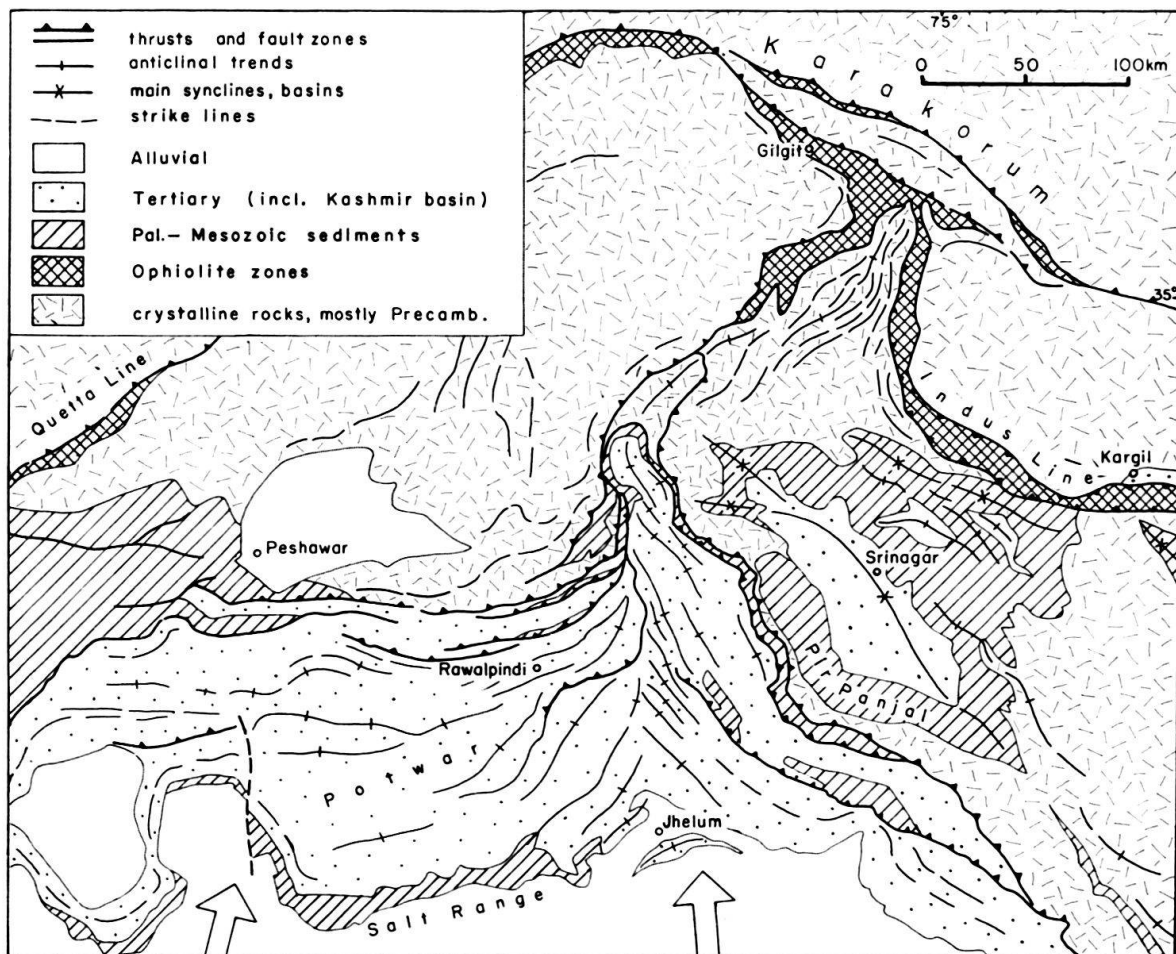 thrusts and fault zones
anticlinal trends
main synclines, basins
strike lines
Alluvial
Tertiary (incl. Kashmir basin)
Pal.- Mesozoic sediments
Ophiolite zones
crystalline rocks, mostly Precamb.
75°
0 50 100km
Karakorum
Gilgit
35°
Quetta Line
Indus Line
Kargil
Peshawar
Srinagar
Rawalpindi
Pir Panjal
Potwar
Jhelum
Salt Range